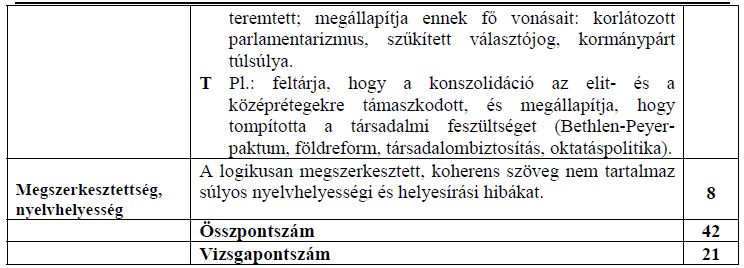 teremtett; megállapítja ennek fő vonásait: korlátozott
parlamentarizmus, szűkített választójog, kormánypárt
túlsúlya.
T Pl.: feltárja, hogy a konszolidáció az elit- és a
középrétegekre támaszkodott, és megállapítja, hogy
tompította a társadalmi feszültséget (Bethlen-Peyer-
paktum, földreform, társadalombiztosítás, oktatáspolitika).
Megszerkesztettség,
nyelvhelyesség
A logikusan megszerkesztett, koherens szöveg nem tartalmaz
súlyos nyelvhelyességi és helyesírási hibákat.
8
Összpontszám 42
Vizsgapontszám 21